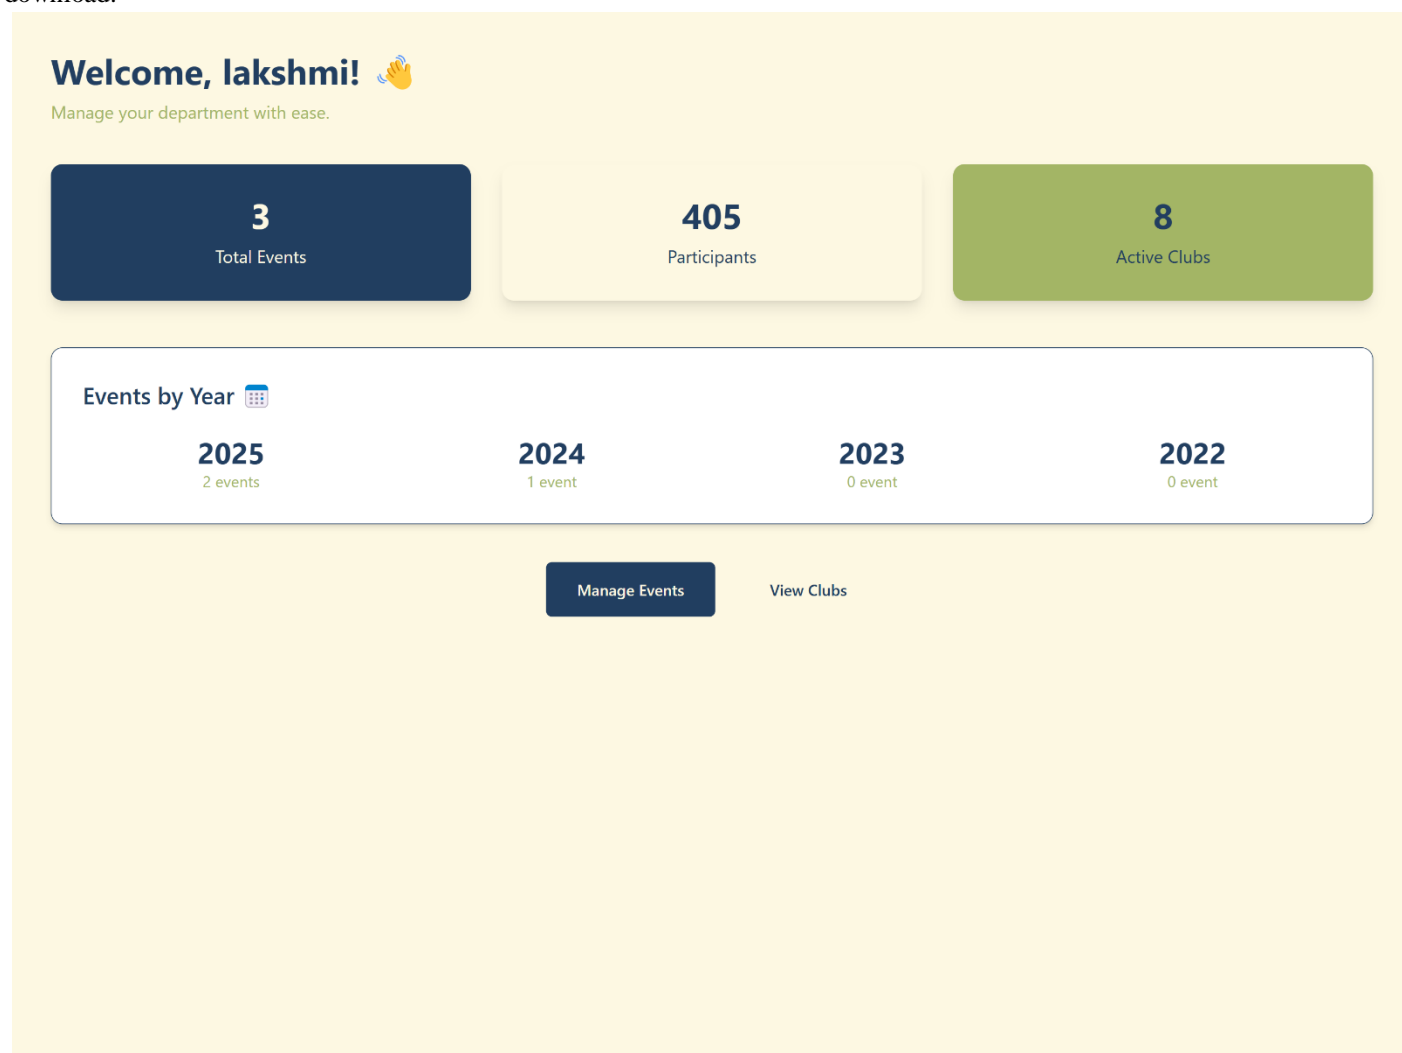 Welcome, lakshmi! 👋
Manage your department with ease.
3
Total Events
405
Participants
8
Active Clubs
Events by Year
2025
2 events
2024
1 event
2023
0 event
2022
0 event
Manage Events
View Clubs